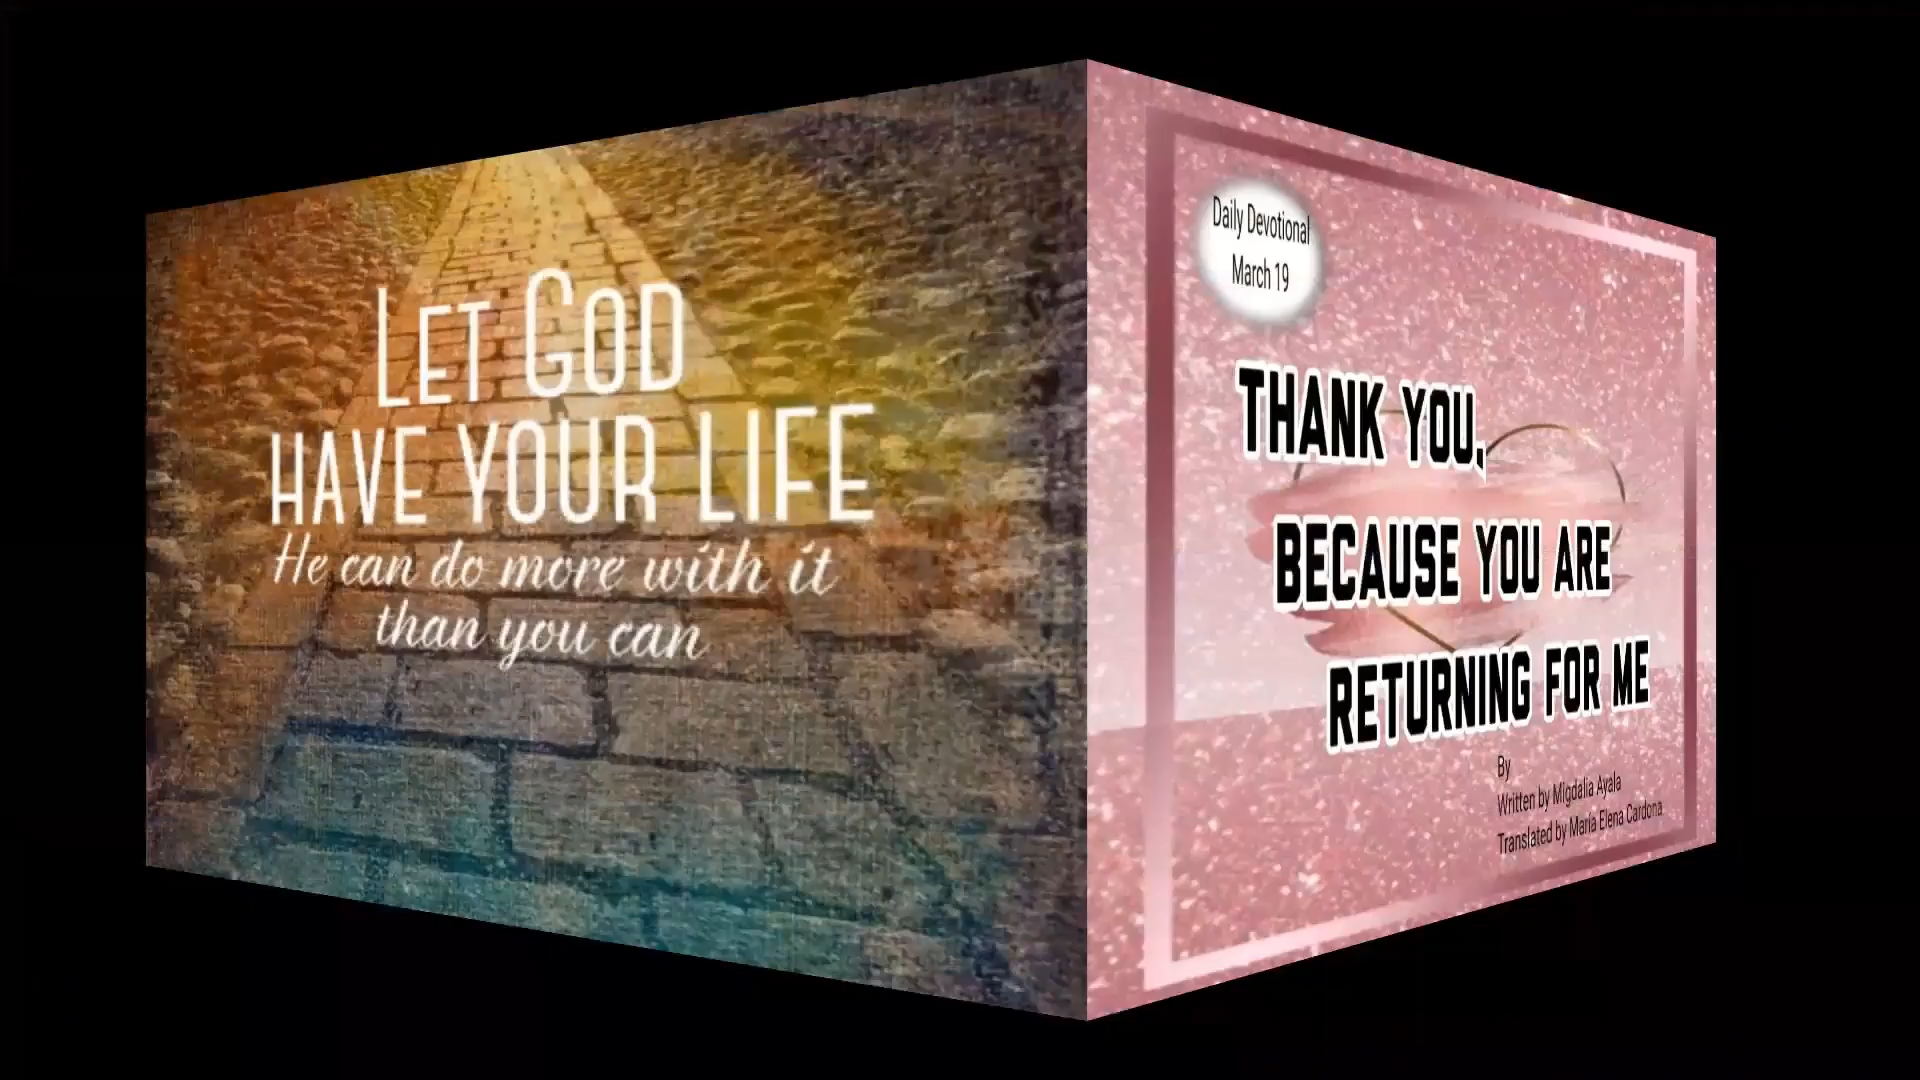 LET GOD
HAVE YOUR LIFE
He can do more with it
than you can
Daily Devotional
March 19
THANK YOU,
BECAUSE YOU ARE
RETURNING FOR ME
By
Written by Migdalia Ayala
Translated by Maria Elena Cardona